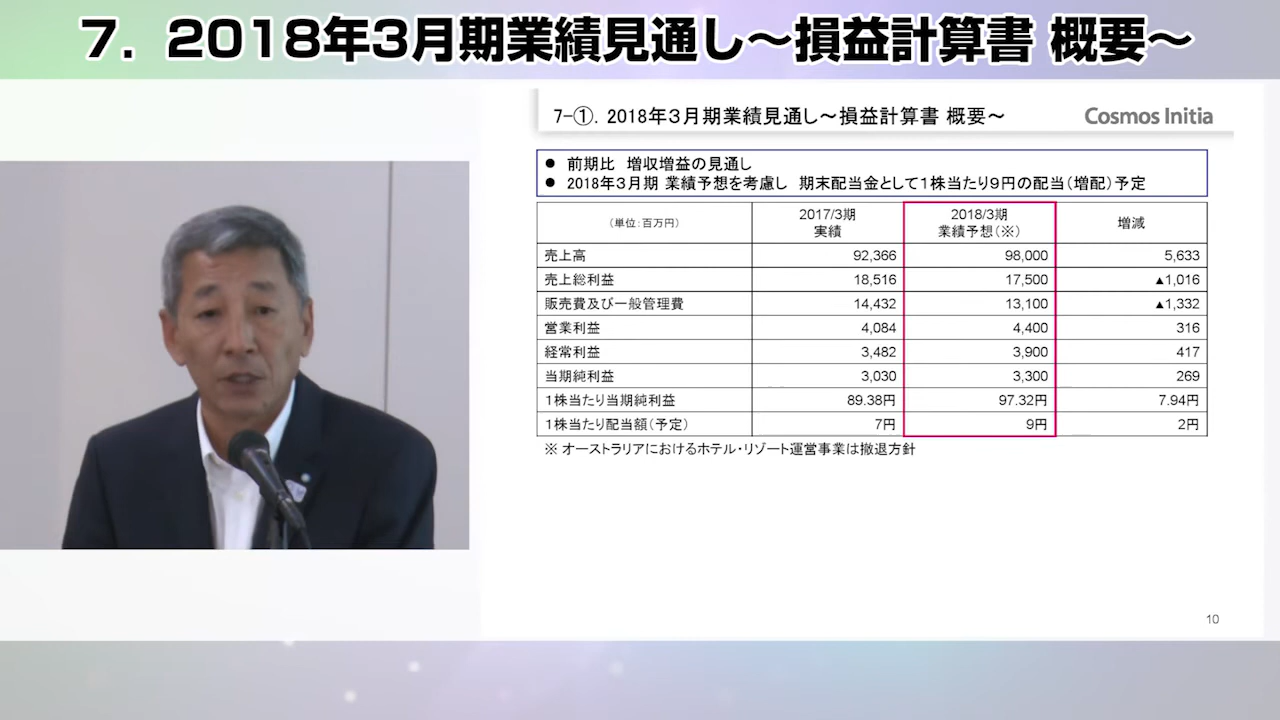 7. 2018年3月期業績見通し～損益計算書 概要～
7-①. 2018年3月期業績見通し～損益計算書 概要～ Cosmos Initia
● 前期比 増収増益の見通し
● 2018年3月期 業績予想を考慮し 期末配当金として1株当たり9円の配当(増配)予定
(単位:百万円) 2017/3期 実績 2018/3期 業績予想(※) 増減
売上高 92,366 98,000 5,633
売上総利益 18,516 17,500 ▲1,016
販売費及び一般管理費 14,432 13,100 ▲1,332
営業利益 4,084 4,400 316
経常利益 3,482 3,900 417
当期純利益 3,030 3,300 269
1株当たり当期純利益 89.38円 97.32円 7.94円
1株当たり配当額(予定) 7円 9円 2円
※ オーストラリアにおけるホテル・リゾート運営事業は撤退方針
10